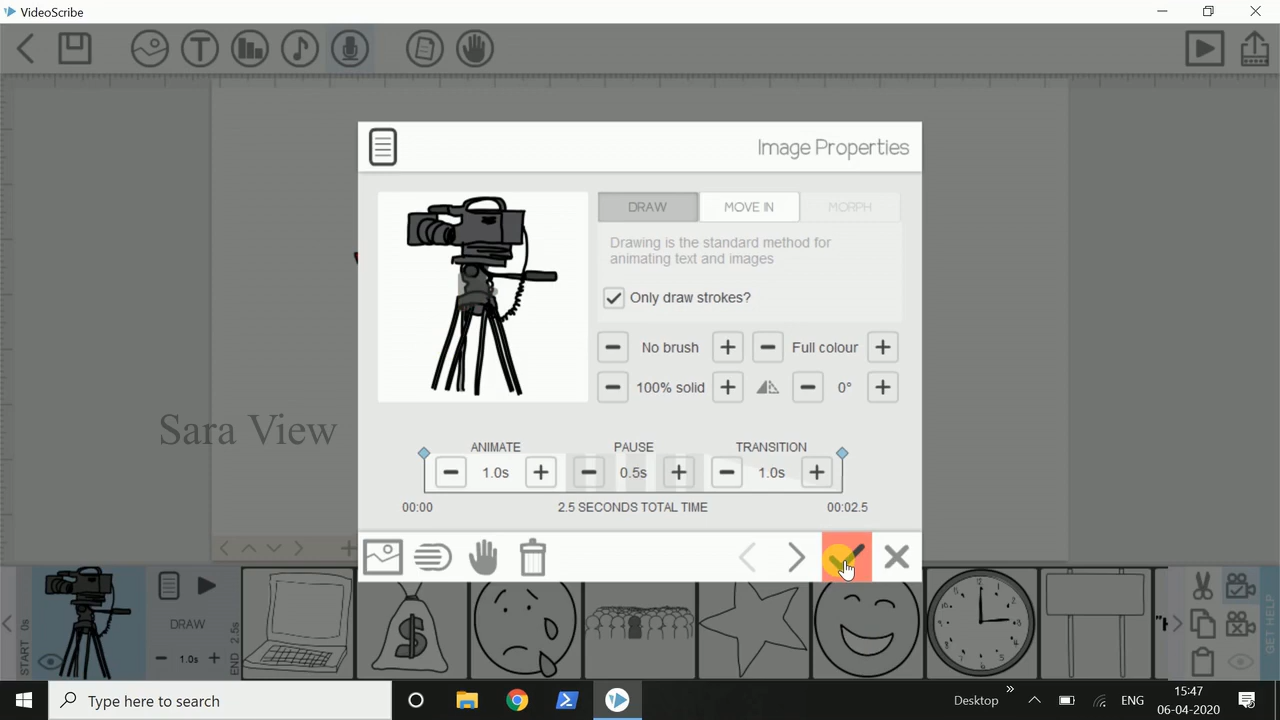 VideoScribe
Image Properties
DRAW
MOVE IN
MORPH
Drawing is the standard method for
animating text and images
Only draw strokes?
No brush
Full colour
100% solid
0°
Sara View
ANIMATE
PAUSE
TRANSITION
1.0s
0.5s
1.0s
00:00
2.5 SECONDS TOTAL TIME
00:02.5
START 0s
DRAW
1.0s
END 2.5s
GET HELP
Type here to search
Desktop
ENG
15:47
06-04-2020